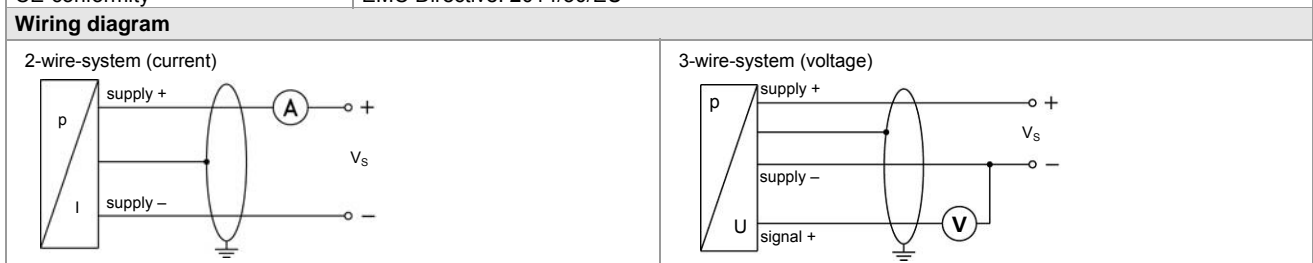 Wiring diagram
2-wire-system (current)
p
I
supply +
supply –
A
+
VS
–
3-wire-system (voltage)
p
U
supply +
supply –
signal +
V
+
VS
–